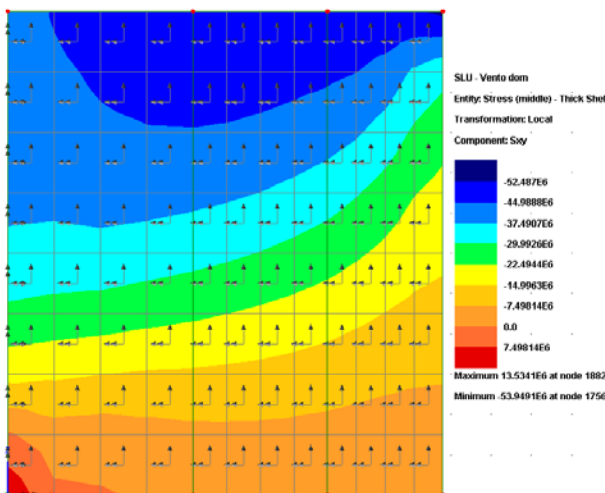 SLU - Vento dom
Entity: Stress (middle) - Thick Shel
Transformation: Local
Component: Sxy
-52.487E6
-44.9888E6
-37.4907E6
-29.9926E6
-22.4944E6
-14.9963E6
-7.49814E6
0.0
7.49814E6
Maximum 13.5341E6 at node 1882
Minimum -53.9491E6 at node 1756